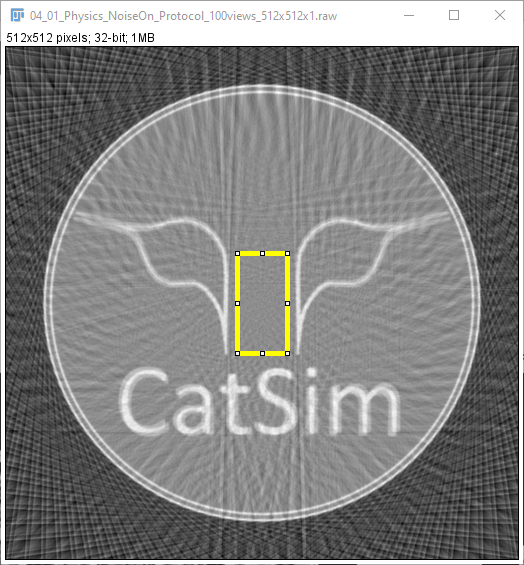 04_01_Physics_NoiseOn_Protocol_100views_512x512x1.raw
512x512 pixels; 32-bit; 1MB
CatSim